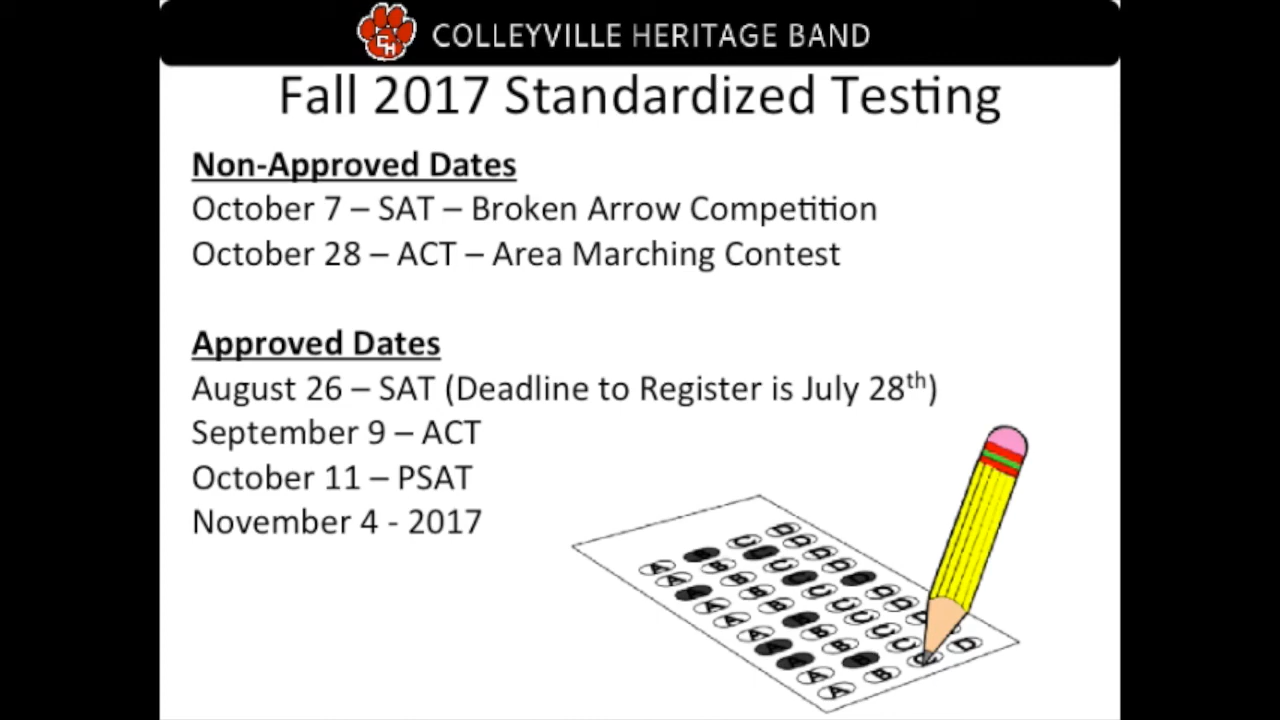 CH COLLEYVILLE HERITAGE BAND
Fall 2017 Standardized Testing
Non-Approved Dates
October 7 – SAT – Broken Arrow Competition
October 28 – ACT – Area Marching Contest
Approved Dates
August 26 – SAT (Deadline to Register is July 28th)
September 9 – ACT
October 11 – PSAT
November 4 - 2017